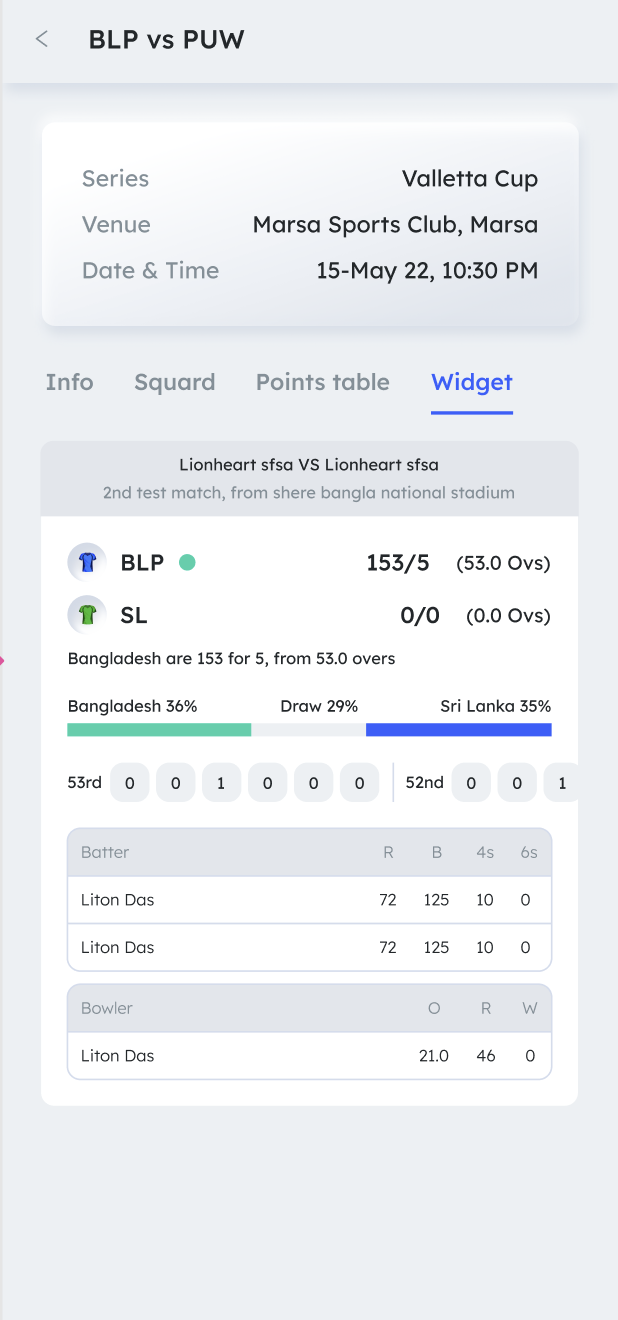 BLP vs PUW
Series Valletta Cup
Venue Marsa Sports Club, Marsa
Date & Time 15-May 22, 10:30 PM
Info Squard Points table Widget
Lionheart sfsa VS Lionheart sfsa
2nd test match, from shere bangla national stadium
BLP 153/5 (53.0 Ovs)
SL 0/0 (0.0 Ovs)
Bangladesh are 153 for 5, from 53.0 overs
Bangladesh 36% Draw 29% Sri Lanka 35%
53rd 0 0 1 0 0 0 52nd 0 0 1
Batter R B 4s 6s
Liton Das 72 125 10 0
Liton Das 72 125 10 0
Bowler O R W
Liton Das 21.0 46 0